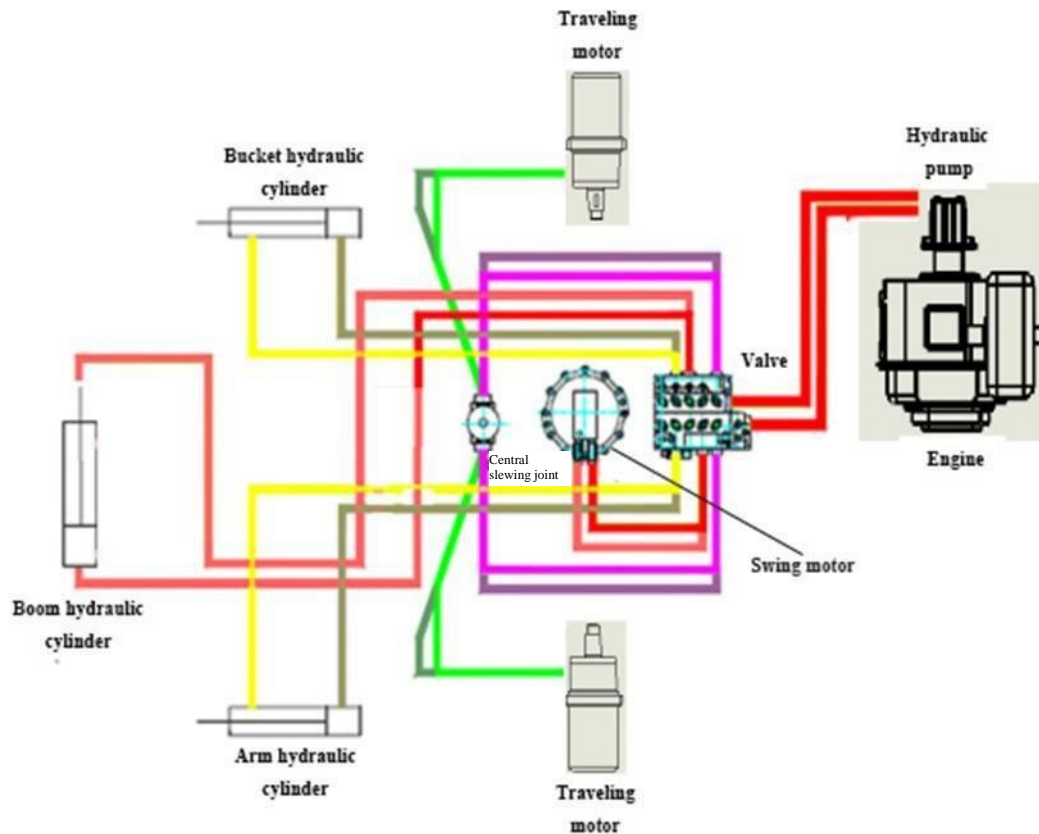 Traveling
motor
Hydraulic
pump
Bucket hydraulic
cylinder
Valve
Central
slewing joint
Engine
Swing motor
Boom hydraulic
cylinder
Arm hydraulic
cylinder
Traveling
motor